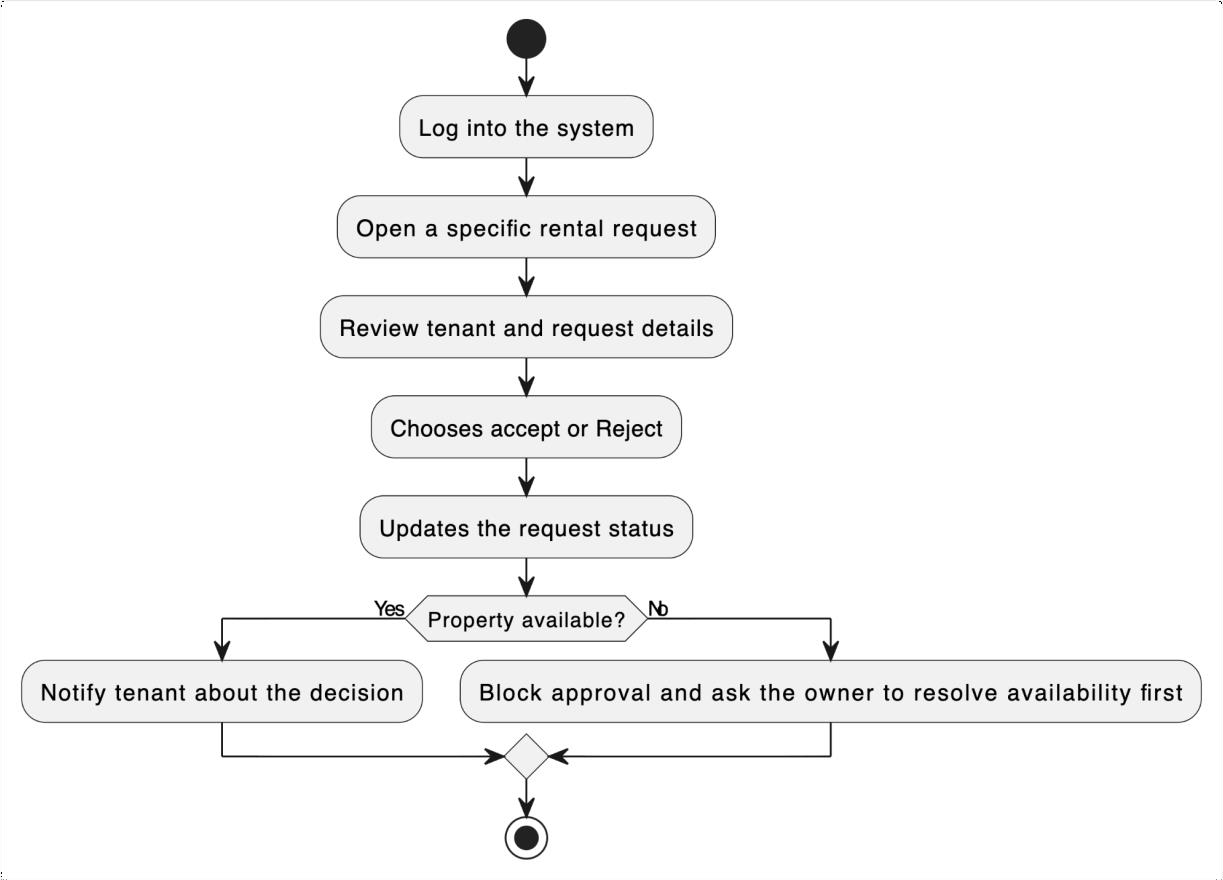 Log into the system
Open a specific rental request
Review tenant and request details
Chooses accept or Reject
Updates the request status
Yes
Property available?
No
Notify tenant about the decision
Block approval and ask the owner to resolve availability first